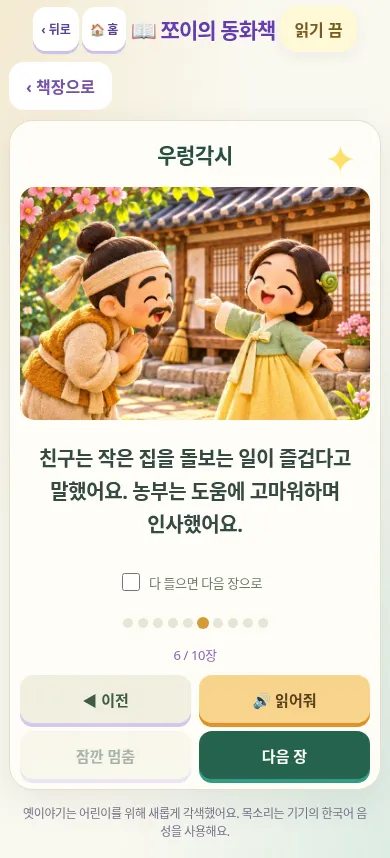 ‹ 뒤로 🏠 홈 📖 쪼이의 동화책 읽기 끔
‹ 책장으로
우렁각시
친구는 작은 집을 돌보는 일이 즐겁다고
말했어요. 농부는 도움에 고마워하며
인사했어요.
다 들으면 다음 장으로
6 / 10장
◀ 이전 🔊 읽어줘
잠깐 멈춤 다음 장
옛이야기는 어린이를 위해 새롭게 각색했어요. 목소리는 기기의 한국어 음
성을 사용해요.